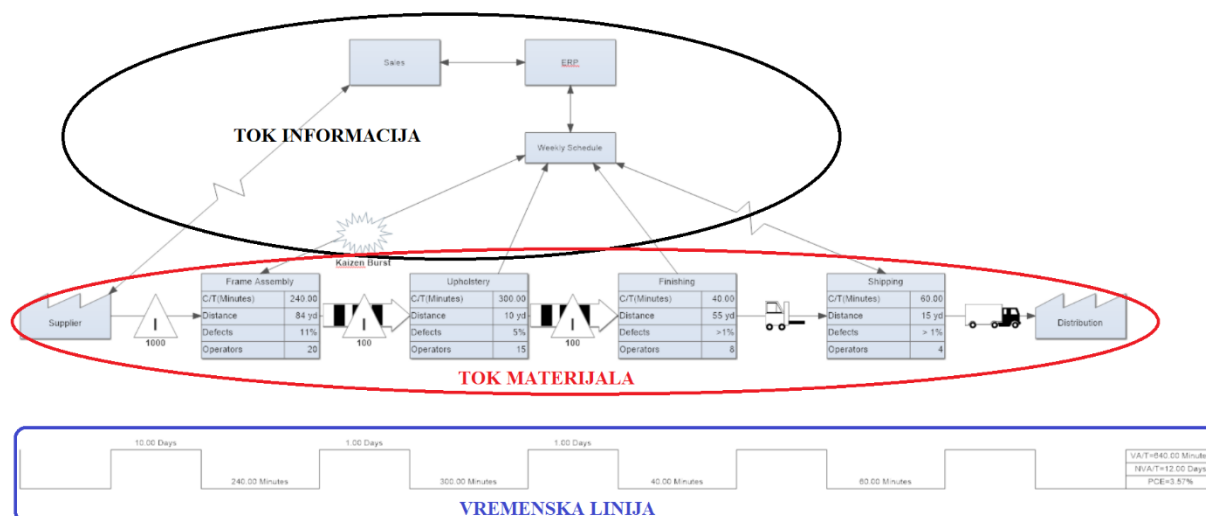 Sales
ERP
TOK INFORMACIJA
Weekly Schedule
Kaizen Burst
Supplier
I
1000
Frame Assembly
C/T(Minutes) 240.00
Distance 84 yd
Defects 11%
Operators 20
I
100
Upholstery
C/T(Minutes) 300.00
Distance 10 yd
Defects 5%
Operators 15
I
100
Finishing
C/T(Minutes) 40.00
Distance 55 yd
Defects >1%
Operators 8
Shipping
C/T(Minutes) 60.00
Distance 15 yd
Defects > 1%
Operators 4
Distribution
TOK MATERIJALA
10.00 Days
1.00 Days
1.00 Days
240.00 Minutes
300.00 Minutes
40.00 Minutes
60.00 Minutes
VA/T=640.00 Minute
NVA/T=12.00 Days
PCE=3.57%
VREMENSKA LINIJA